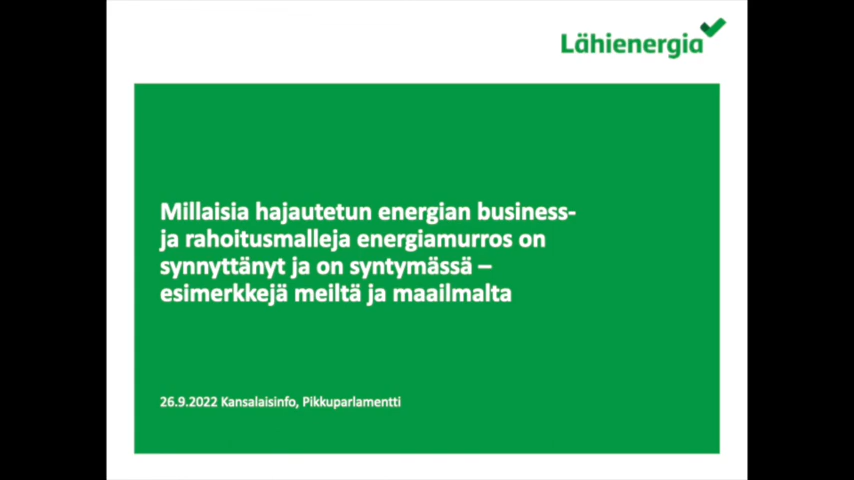 Lähienergia
Millaisia hajautetun energian business-
ja rahoitusmalleja energiamurros on
synnyttänyt ja on syntymässä –
esimerkkejä meiltä ja maailmalta
26.9.2022 Kansalaisinfo, Pikkuparlamentti